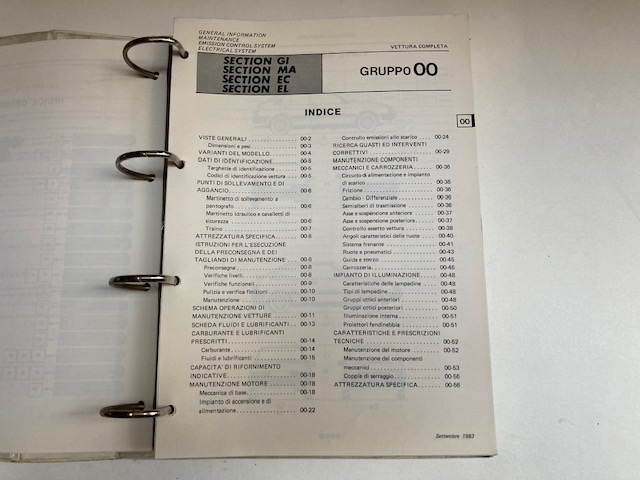 GENERAL INFORMATION
MAINTENANCE
EMISSION CONTROL SYSTEM
ELECTRICAL SYSTEM
VETTURA COMPLETA
SECTION GI
SECTION MA
SECTION EC
SECTION EL
GRUPPO 00
INDICE
00
VISTE GENERALI 00-2
Dimensioni e pesi 00-3
VARIANTI DEL MODELLO 00-4
DATI DI IDENTIFICAZIONE 00-5
Targhette di identificazione 00-5
Codici di identificazione vettura 00-5
PUNTI DI SOLLEVAMENTO E DI
AGGANCIO 00-6
Martinetto di sollevamento a
pantografo 00-6
Martinetto idraulico e cavalletti di
sicurezza 00-6
Traino 00-7
ATTREZZATURA SPECIFICA 00-8
ISTRUZIONI PER L'ESECUZIONE
DELLA PRECONSEGNA E DEI
TAGLIANDI DI MANUTENZIONE 00-8
Preconsegna 00-8
Verifiche livelli 00-8
Verifiche funzionali 00-9
Pulizia e verifica finizioni 00-10
Manutenzione 00-10
SCHEMA OPERAZIONI DI
MANUTENZIONE VETTURE 00-11
SCHEDA FLUIDI E LUBRIFICANTI 00-13
CARBURANTE E LUBRIFICANTI
PRESCRITTI 00-14
Carburante 00-14
Fluidi e lubrificanti 00-15
CAPACITA' DI RIFORNIMENTO
INDICATIVE 00-18
MANUTENZIONE MOTORE 00-18
Meccanica di base 00-18
Impianto di accensione e di
alimentazione 00-22
Controllo emissioni allo scarico 00-24
RICERCA GUASTI ED INTERVENTI
CORRETTIVI 00-29
MANUTENZIONE COMPONENTI
MECCANICI E CARROZZERIA 00-36
Circuito di alimentazione e impianto
di scarico 00-36
Frizione 00-36
Cambio - Differenziale 00-36
Semialberi di trasmissione 00-36
Asse e sospensione anteriore 00-37
Asse e sospensione posteriore 00-37
Controllo assetto vettura 00-38
Angoli caratteristici delle ruote 00-40
Sistema frenante 00-41
Ruote e pneumatici 00-43
Guida e sterzo 00-45
Carrozzeria 00-46
IMPIANTO DI ILLUMINAZIONE 00-48
Caratteristiche delle lampadine 00-48
Tipi di lampadine 00-48
Gruppi ottici anteriori 00-48
Gruppi ottici posteriori 00-50
Illuminazione interna 00-51
Proiettori fendinebbia 00-51
CARATTERISTICHE E PRESCRIZIONI
TECNICHE 00-52
Manutenzione del motore 00-52
Manutenzione dei componenti
meccanici 00-53
Coppie di serraggio 00-56
ATTREZZATURA SPECIFICA 00-56
Settembre 1983